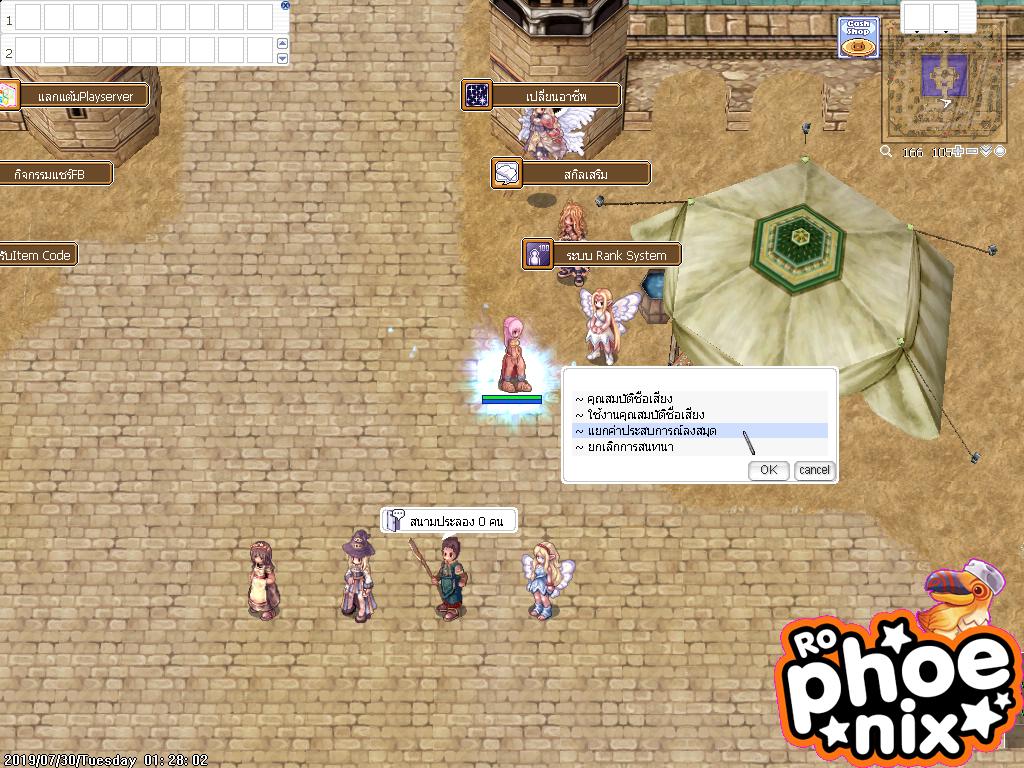 1
2
Cash Shop
แลกแต้มPlayserver
เปลี่ยนอาชีพ
166 105
กิจกรรมแชร์FB
สกิลเสริม
รับItem Code
100
ระบบ Rank System
~ คุณสมบัติชื่อเสียง
~ ใช้งานคุณสมบัติชื่อเสียง
~ แยกค่าประสบการณ์ลงสมุด
~ ยกเลิกการสนทนา
OK
cancel
สนามประลอง 0 คน
RO
phoe
nix
2019/07/30/Tuesday 01:28:02